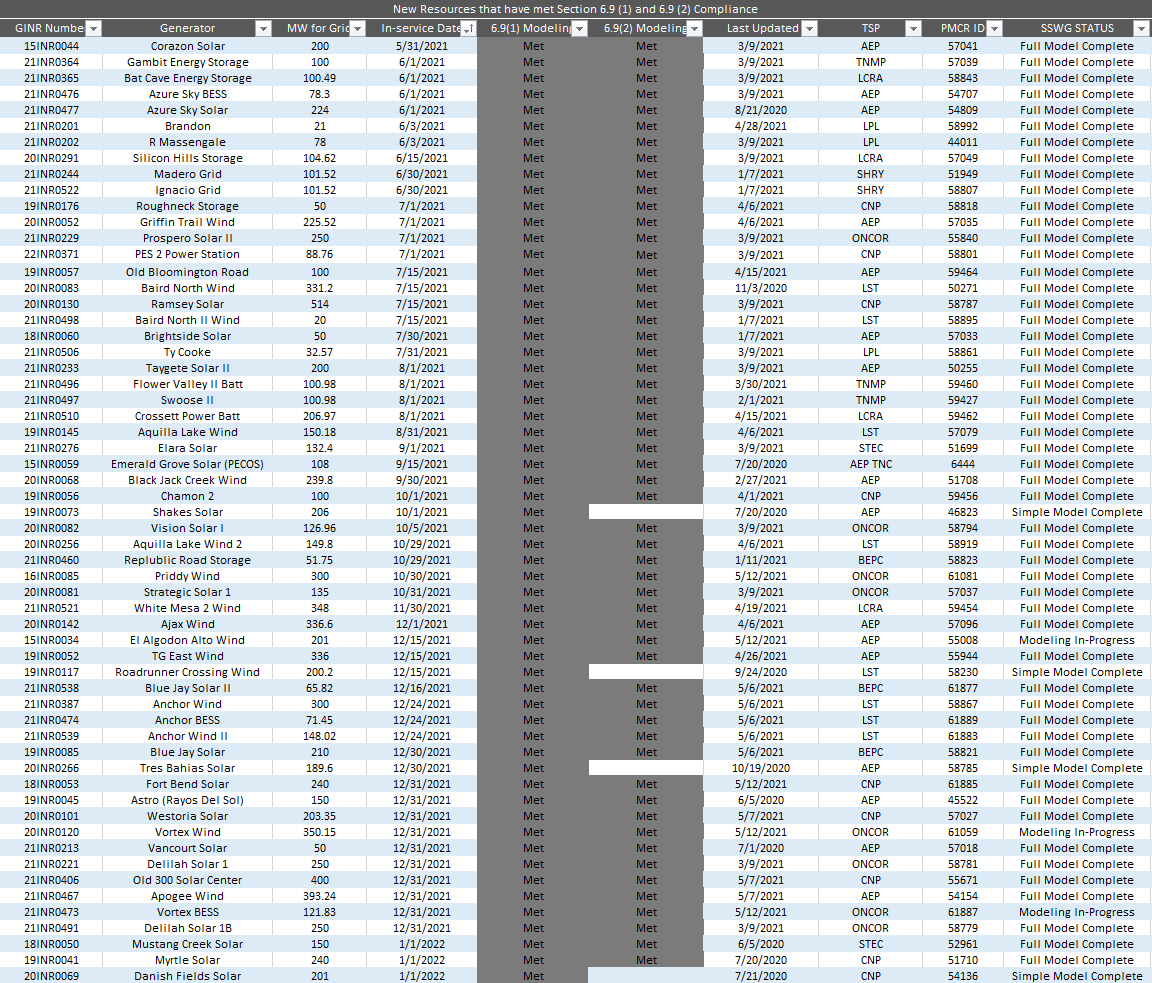 New Resources that have met Section 6.9 (1) and 6.9 (2) Compliance
GINR Numbe Generator MW for Gric In-service Date 6.9(1) Modeling 6.9(2) Modeling Last Updated TSP PMCR ID SSWG STATUS
15INR0044 Corazon Solar 200 5/31/2021 Met Met 3/9/2021 AEP 57041 Full Model Complete
21INR0364 Gambit Energy Storage 100 6/1/2021 Met Met 3/9/2021 TNMP 57039 Full Model Complete
21INR0365 Bat Cave Energy Storage 100.49 6/1/2021 Met Met 3/9/2021 LCRA 58843 Full Model Complete
21INR0476 Azure Sky BESS 78.3 6/1/2021 Met Met 3/9/2021 AEP 54707 Full Model Complete
21INR0477 Azure Sky Solar 224 6/1/2021 Met Met 8/21/2020 AEP 54809 Full Model Complete
21INR0201 Brandon 21 6/3/2021 Met Met 4/28/2021 LPL 58992 Full Model Complete
21INR0202 R Massengale 78 6/3/2021 Met Met 3/9/2021 LPL 44011 Full Model Complete
20INR0291 Silicon Hills Storage 104.62 6/15/2021 Met Met 3/9/2021 LCRA 57049 Full Model Complete
21INR0244 Madero Grid 101.52 6/30/2021 Met Met 1/7/2021 SHRY 51949 Full Model Complete
21INR0522 Ignacio Grid 101.52 6/30/2021 Met Met 1/7/2021 SHRY 58807 Full Model Complete
19INR0176 Roughneck Storage 50 7/1/2021 Met Met 4/6/2021 CNP 58818 Full Model Complete
20INR0052 Griffin Trail Wind 225.52 7/1/2021 Met Met 4/6/2021 AEP 57035 Full Model Complete
21INR0229 Prospero Solar II 250 7/1/2021 Met Met 3/9/2021 ONCOR 55840 Full Model Complete
22INR0371 PES 2 Power Station 88.76 7/1/2021 Met Met 3/9/2021 CNP 58801 Full Model Complete
19INR0057 Old Bloomington Road 100 7/15/2021 Met Met 4/15/2021 AEP 59464 Full Model Complete
20INR0083 Baird North Wind 331.2 7/15/2021 Met Met 11/3/2020 LST 50271 Full Model Complete
20INR0130 Ramsey Solar 514 7/15/2021 Met Met 3/9/2021 CNP 58787 Full Model Complete
21INR0498 Baird North II Wind 20 7/15/2021 Met Met 1/7/2021 LST 58895 Full Model Complete
18INR0060 Brightside Solar 50 7/30/2021 Met Met 1/7/2021 AEP 57033 Full Model Complete
21INR0506 Ty Cooke 32.57 7/31/2021 Met Met 3/9/2021 LPL 58861 Full Model Complete
21INR0233 Taygete Solar II 200 8/1/2021 Met Met 3/9/2021 AEP 50255 Full Model Complete
21INR0496 Flower Valley II Batt 100.98 8/1/2021 Met Met 3/30/2021 TNMP 59460 Full Model Complete
21INR0497 Swoose II 100.98 8/1/2021 Met Met 2/1/2021 TNMP 59427 Full Model Complete
21INR0510 Crossett Power Batt 206.97 8/1/2021 Met Met 4/15/2021 LCRA 59462 Full Model Complete
19INR0145 Aquilla Lake Wind 150.18 8/31/2021 Met Met 4/6/2021 LST 57079 Full Model Complete
21INR0276 Elara Solar 132.4 9/1/2021 Met Met 3/9/2021 STEC 51699 Full Model Complete
15INR0059 Emerald Grove Solar (PECOS) 108 9/15/2021 Met Met 7/20/2020 AEP TNC 6444 Full Model Complete
20INR0068 Black Jack Creek Wind 239.8 9/30/2021 Met Met 2/27/2021 AEP 51708 Full Model Complete
19INR0056 Chamon 2 100 10/1/2021 Met Met 4/1/2021 CNP 59456 Full Model Complete
19INR0073 Shakes Solar 206 10/1/2021 Met 7/20/2020 AEP 46823 Simple Model Complete
20INR0082 Vision Solar I 126.96 10/5/2021 Met Met 3/9/2021 ONCOR 58794 Full Model Complete
20INR0256 Aquilla Lake Wind 2 149.8 10/29/2021 Met Met 4/6/2021 LST 58919 Full Model Complete
21INR0460 Replublic Road Storage 51.75 10/29/2021 Met Met 1/11/2021 BEPC 58823 Full Model Complete
16INR0085 Priddy Wind 300 10/30/2021 Met Met 5/12/2021 ONCOR 61081 Full Model Complete
20INR0081 Strategic Solar 1 135 10/31/2021 Met Met 3/9/2021 ONCOR 57037 Full Model Complete
21INR0521 White Mesa 2 Wind 348 11/30/2021 Met Met 4/19/2021 LCRA 59454 Full Model Complete
20INR0142 Ajax Wind 336.6 12/1/2021 Met Met 4/6/2021 AEP 57096 Full Model Complete
15INR0034 El Algodon Alto Wind 201 12/15/2021 Met Met 5/12/2021 AEP 55008 Modeling In-Progress
19INR0052 TG East Wind 336 12/15/2021 Met Met 4/26/2021 AEP 55944 Full Model Complete
19INR0117 Roadrunner Crossing Wind 200.2 12/15/2021 Met 9/24/2020 LST 58230 Simple Model Complete
21INR0538 Blue Jay Solar II 65.82 12/16/2021 Met Met 5/6/2021 BEPC 61877 Full Model Complete
21INR0387 Anchor Wind 300 12/24/2021 Met Met 5/6/2021 LST 58867 Full Model Complete
21INR0474 Anchor BESS 71.45 12/24/2021 Met Met 5/6/2021 LST 61889 Full Model Complete
21INR0539 Anchor Wind II 148.02 12/24/2021 Met Met 5/6/2021 LST 61883 Full Model Complete
19INR0085 Blue Jay Solar 210 12/30/2021 Met Met 5/6/2021 BEPC 58821 Full Model Complete
20INR0266 Tres Bahias Solar 189.6 12/30/2021 Met 10/19/2020 AEP 58785 Simple Model Complete
18INR0053 Fort Bend Solar 240 12/31/2021 Met Met 5/12/2021 CNP 61885 Full Model Complete
19INR0045 Astro (Rayos Del Sol) 150 12/31/2021 Met Met 6/5/2020 AEP 45522 Full Model Complete
20INR0101 Westoria Solar 203.35 12/31/2021 Met Met 5/7/2021 CNP 57027 Full Model Complete
20INR0120 Vortex Wind 350.15 12/31/2021 Met Met 5/12/2021 ONCOR 61059 Modeling In-Progress
21INR0213 Vancourt Solar 50 12/31/2021 Met Met 7/1/2020 AEP 57018 Full Model Complete
21INR0221 Delilah Solar 1 250 12/31/2021 Met Met 3/9/2021 ONCOR 58781 Full Model Complete
21INR0406 Old 300 Solar Center 400 12/31/2021 Met Met 5/7/2021 CNP 55671 Full Model Complete
21INR0467 Apogee Wind 393.24 12/31/2021 Met Met 5/7/2021 AEP 54154 Full Model Complete
21INR0473 Vortex BESS 121.83 12/31/2021 Met Met 5/12/2021 ONCOR 61887 Modeling In-Progress
21INR0491 Delilah Solar 1B 250 12/31/2021 Met Met 3/9/2021 ONCOR 58779 Full Model Complete
18INR0050 Mustang Creek Solar 150 1/1/2022 Met Met 6/5/2020 STEC 52961 Full Model Complete
19INR0041 Myrtle Solar 240 1/1/2022 Met Met 7/20/2020 CNP 51710 Full Model Complete
20INR0069 Danish Fields Solar 201 1/1/2022 Met 7/21/2020 CNP 54136 Simple Model Complete